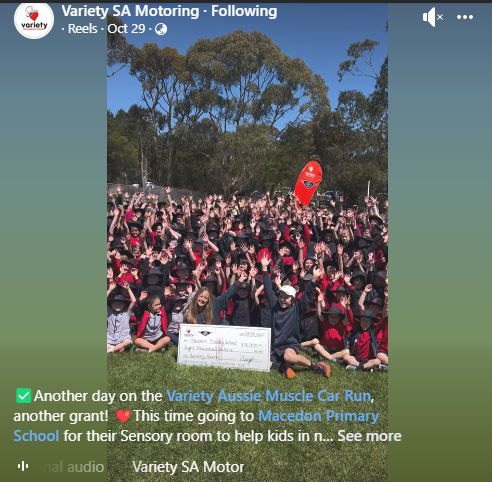 Variety SA Motoring · Following
variety
· Reels · Oct 29 ·
Another day on the Variety Aussie Muscle Car Run,
another grant! This time going to Macedon Primary
School for their Sensory room to help kids in n... See more
nal audio Variety SA Motor